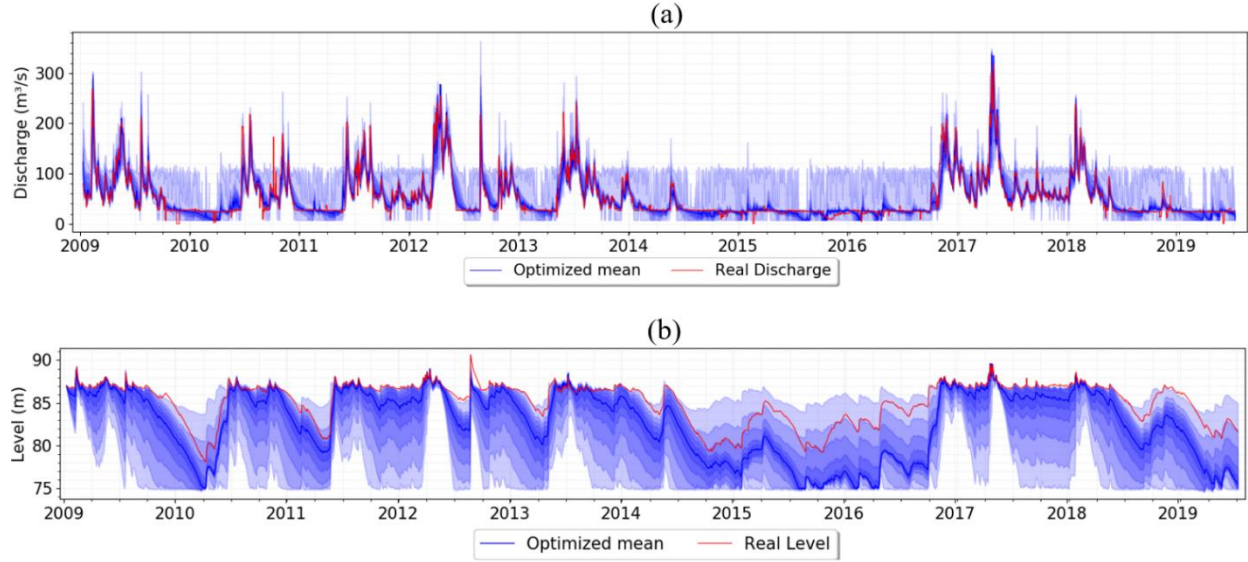 (a)
Discharge (m³/s)
300
200
100
0
2009 2010 2011 2012 2013 2014 2015 2016 2017 2018 2019
Optimized mean Real Discharge
(b)
Level (m)
90
85
80
75
2009 2010 2011 2012 2013 2014 2015 2016 2017 2018 2019
Optimized mean Real Level